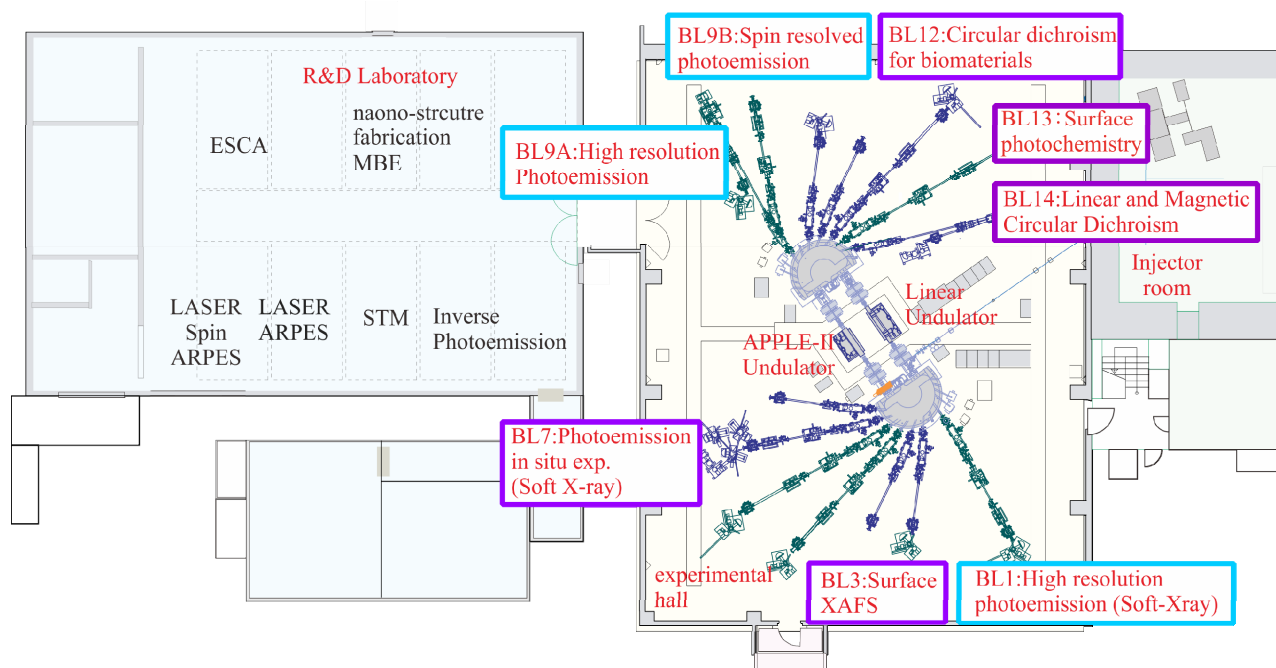 BL9B:Spin resolved
photoemission
BL12:Circular dichroism
for biomaterials
R&D Laboratory
naono-strcutre
fabrication
MBE
ESCA
BL13:Surface
photochemistry
BL9A:High resolution
Photoemission
BL14:Linear and Magnetic
Circular Dichroism
Injector
room
LASER
Spin
ARPES
LASER
ARPES
STM
Inverse
Photoemission
Linear
Undulator
APPLE-II
Undulator
BL7:Photoemission
in situ exp.
(Soft X-ray)
experimental
hall
BL3:Surface
XAFS
BL1:High resolution
photoemission (Soft-Xray)